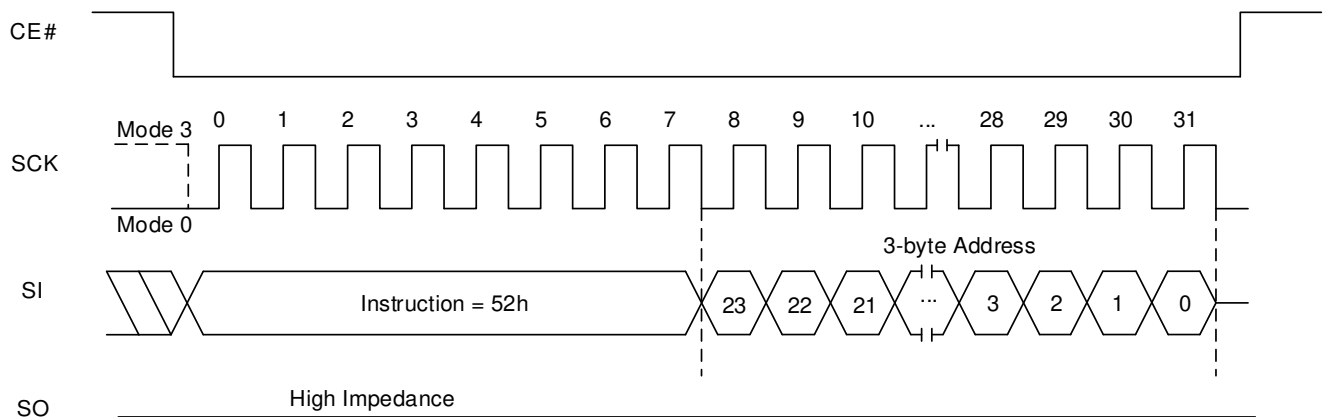 CE#
Mode 3
0 1 2 3 4 5 6 7 8 9 10 ... 28 29 30 31
SCK
Mode 0
3-byte Address
SI
Instruction = 52h
23 22 21 ... 3 2 1 0
High Impedance
SO